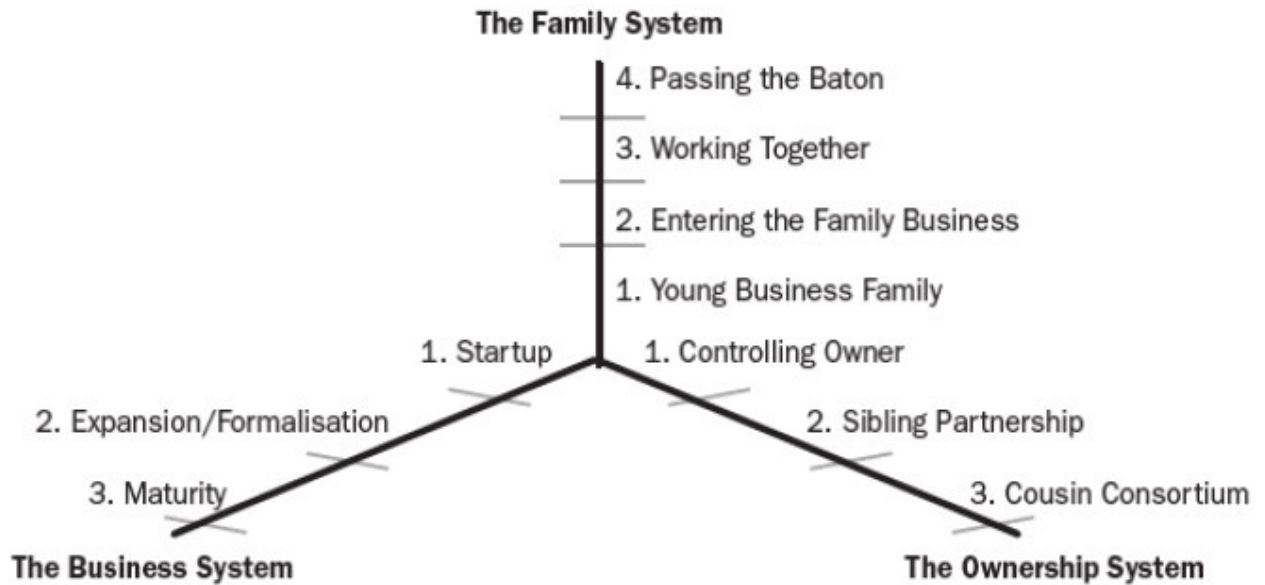 The Family System
4. Passing the Baton
3. Working Together
2. Entering the Family Business
1. Young Business Family
1. Startup
1. Controlling Owner
2. Expansion/Formalisation
2. Sibling Partnership
3. Maturity
3. Cousin Consortium
The Business System
The Ownership System